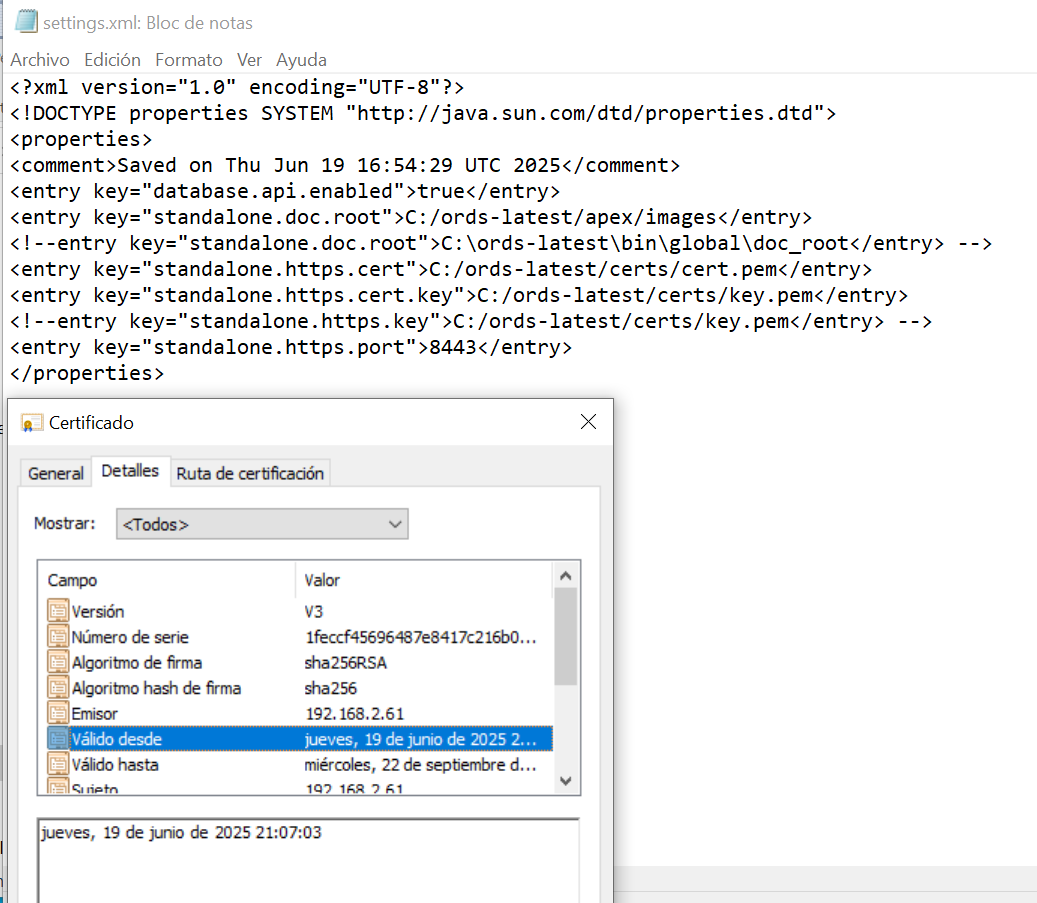 settings.xml: Bloc de notas
Archivo Edición Formato Ver Ayuda
<?xml version="1.0" encoding="UTF-8"?>
<!DOCTYPE properties SYSTEM "http://java.sun.com/dtd/properties.dtd">
<properties>
<comment>Saved on Thu Jun 19 16:54:29 UTC 2025</comment>
<entry key="database.api.enabled">true</entry>
<entry key="standalone.doc.root">C:/ords-latest/apex/images</entry>
<!--entry key="standalone.doc.root">C:\ords-latest\bin\global\doc_root</entry> -->
<entry key="standalone.https.cert">C:/ords-latest/certs/cert.pem</entry>
<entry key="standalone.https.cert.key">C:/ords-latest/certs/key.pem</entry>
<!--entry key="standalone.https.key">C:/ords-latest/certs/key.pem</entry> -->
<entry key="standalone.https.port">8443</entry>
</properties>
Certificado
General Detalles Ruta de certificación
Mostrar: <Todos>
Campo Valor
Versión V3
Número de serie 1feccf45696487e8417c216b0...
Algoritmo de firma sha256RSA
Algoritmo hash de firma sha256
Emisor 192.168.2.61
Válido desde jueves, 19 de junio de 2025 2...
Válido hasta miércoles, 22 de septiembre d...
Sujeto 192.168.2.61
jueves, 19 de junio de 2025 21:07:03